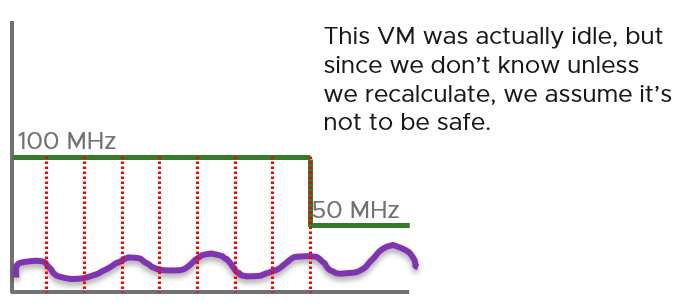 This VM was actually idle, but
since we don’t know unless
we recalculate, we assume it’s
not to be safe.
100 MHz
50 MHz